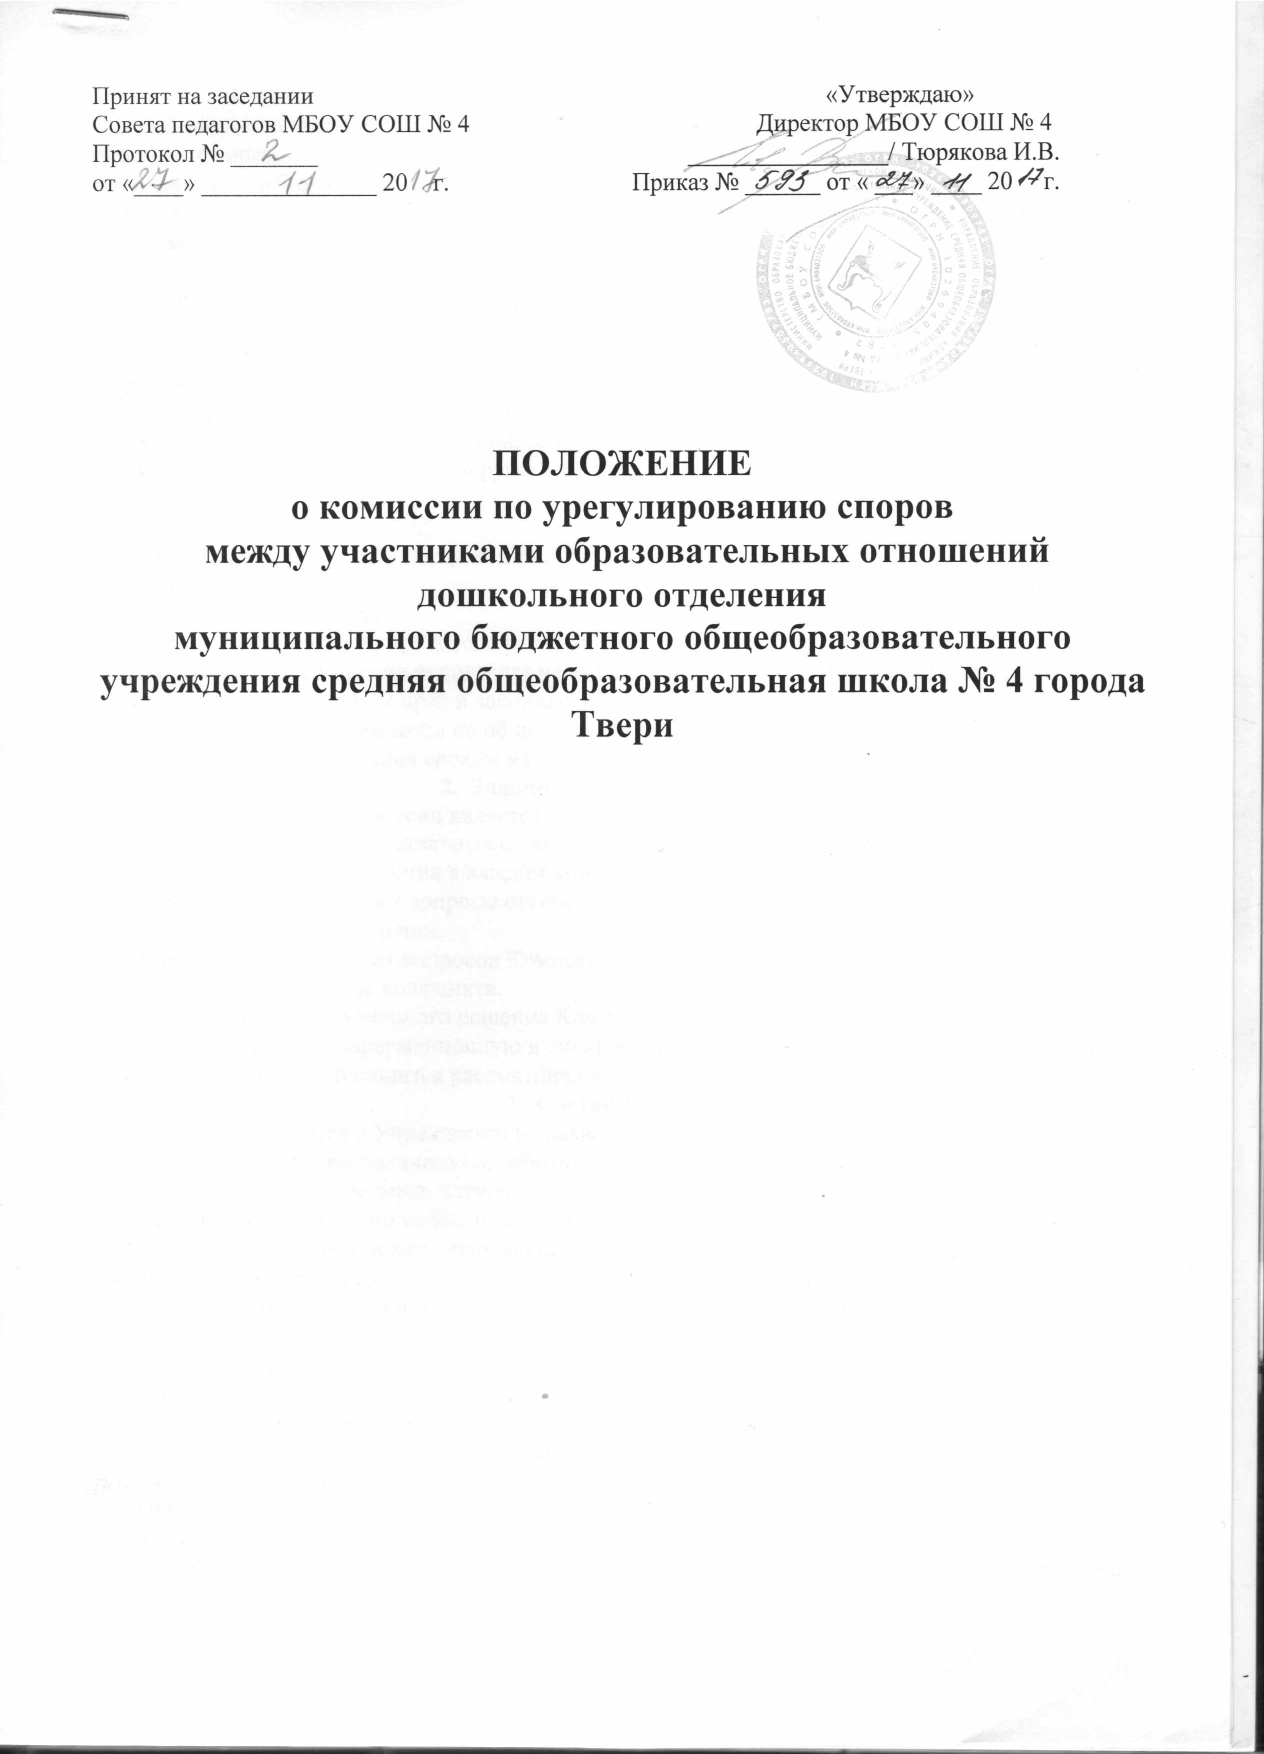 Принят на заседании
Совета педагогов МБОУ СОШ № 4
Протокол № 2
от «27» 11 2017г.
«Утверждаю»
Директор МБОУ СОШ № 4
/ Тюрякова И.В.
Приказ № 593 от «27» 11 2017г.
ПОЛОЖЕНИЕ
о комиссии по урегулированию споров
между участниками образовательных отношений
дошкольного отделения
муниципального бюджетного общеобразовательного
учреждения средняя общеобразовательная школа № 4 города
Твери